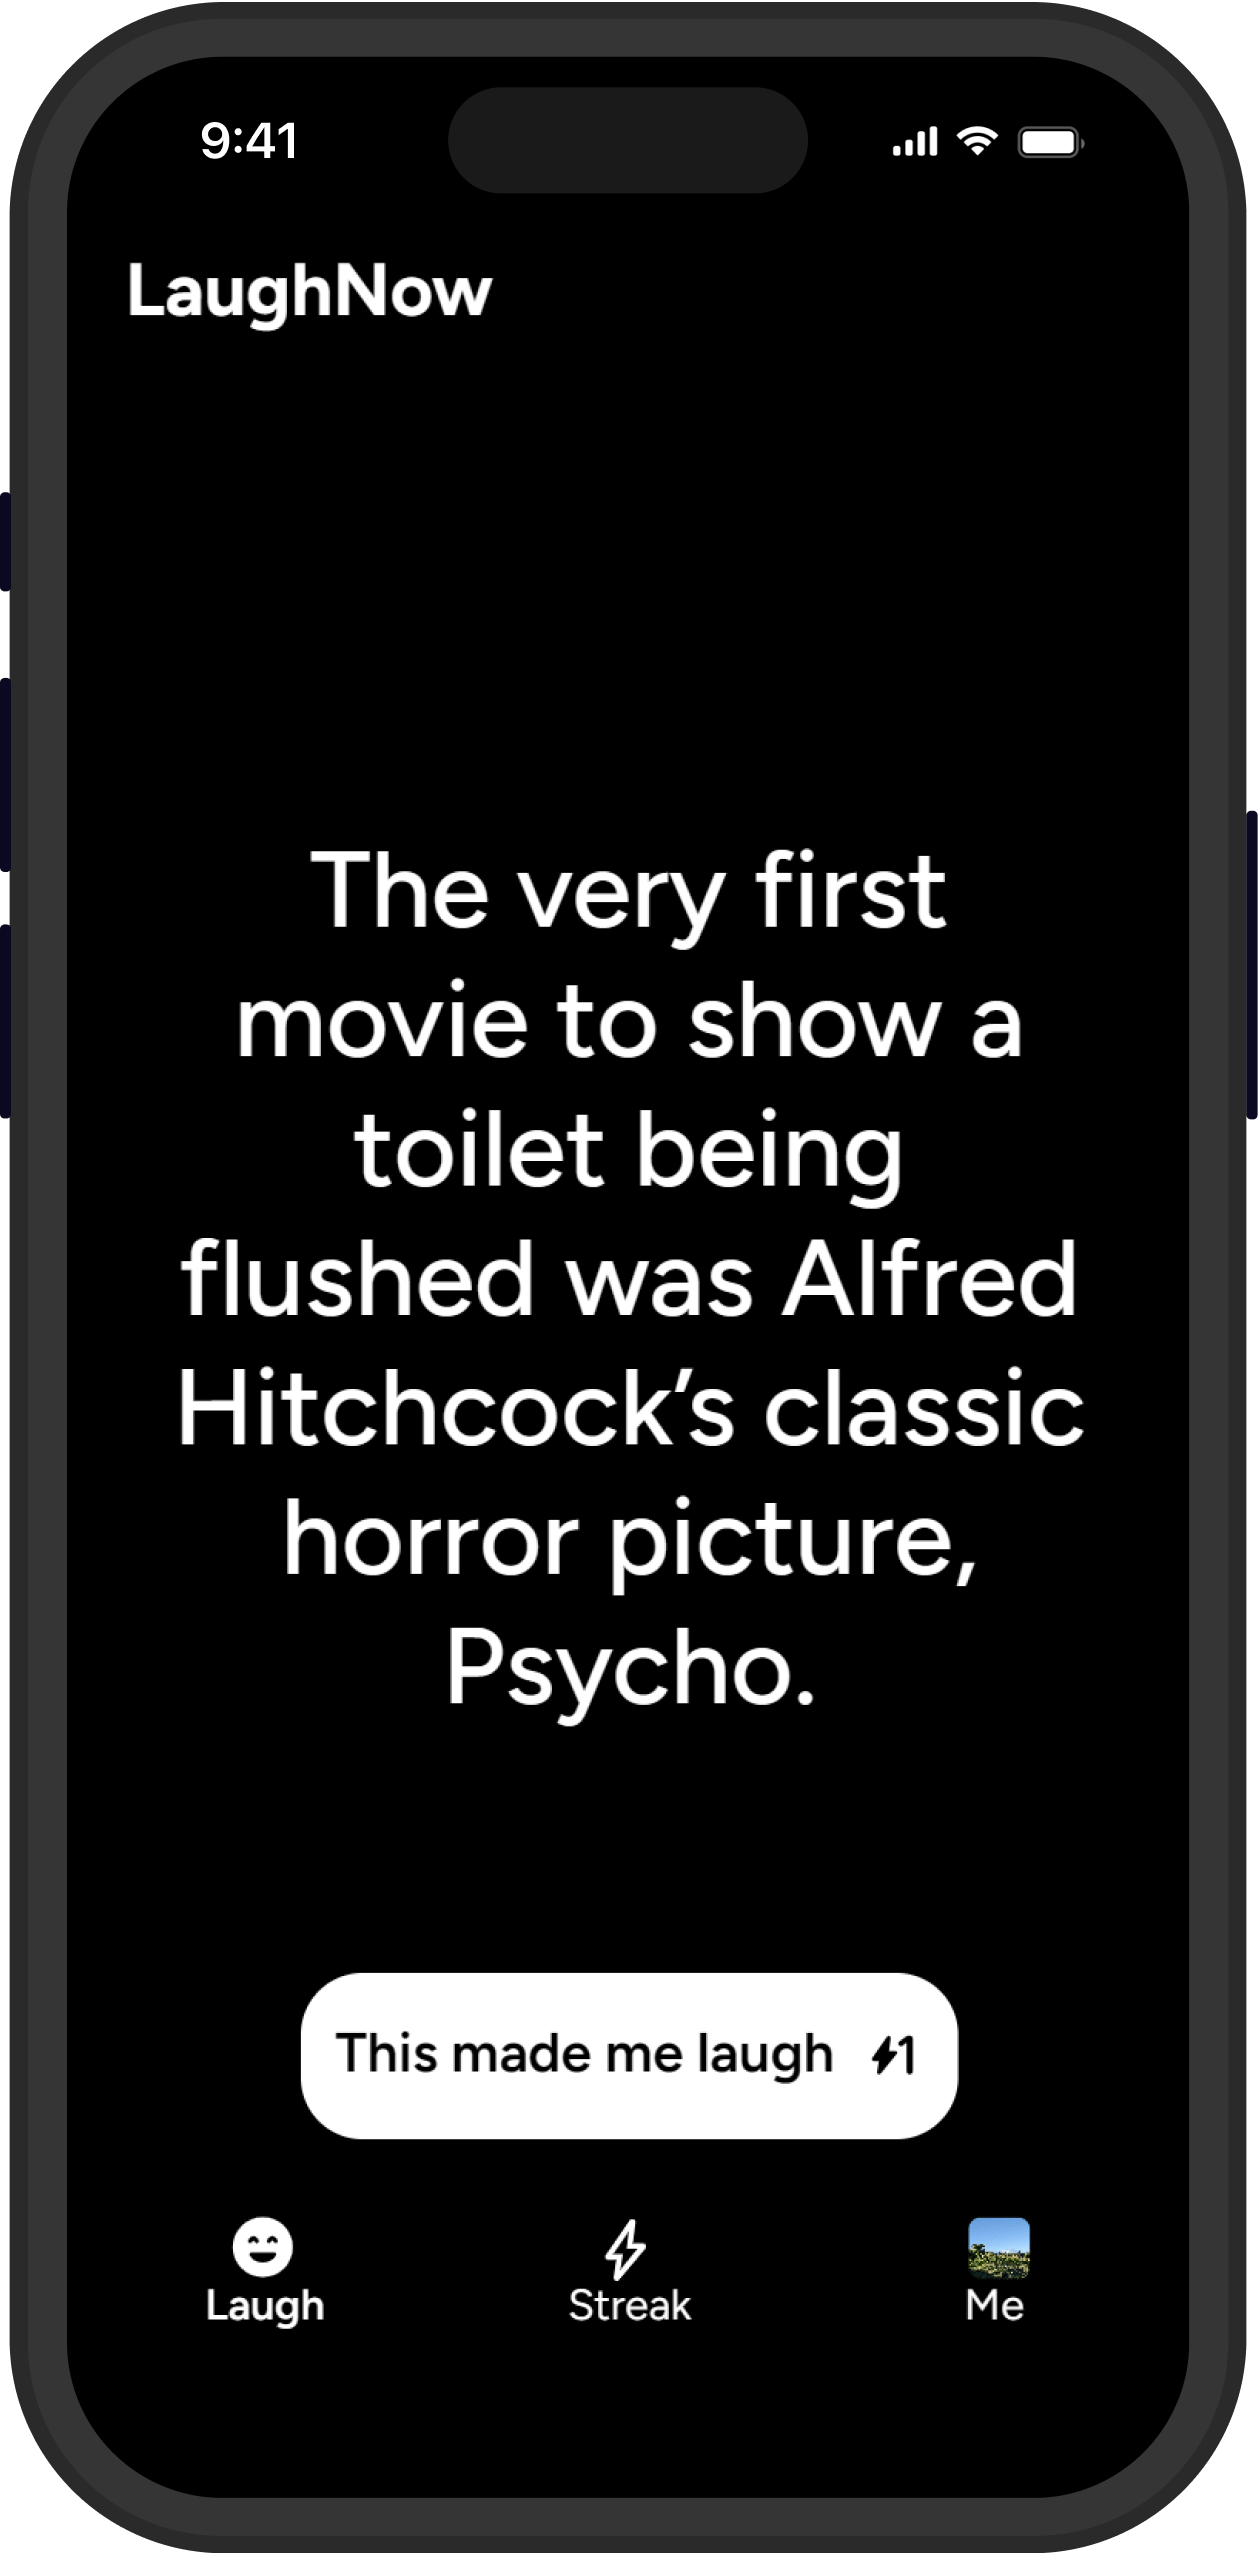 9:41
LaughNow
The very first
movie to show a
toilet being
flushed was Alfred
Hitchcock’s classic
horror picture,
Psycho.
This made me laugh 1
Laugh Streak Me